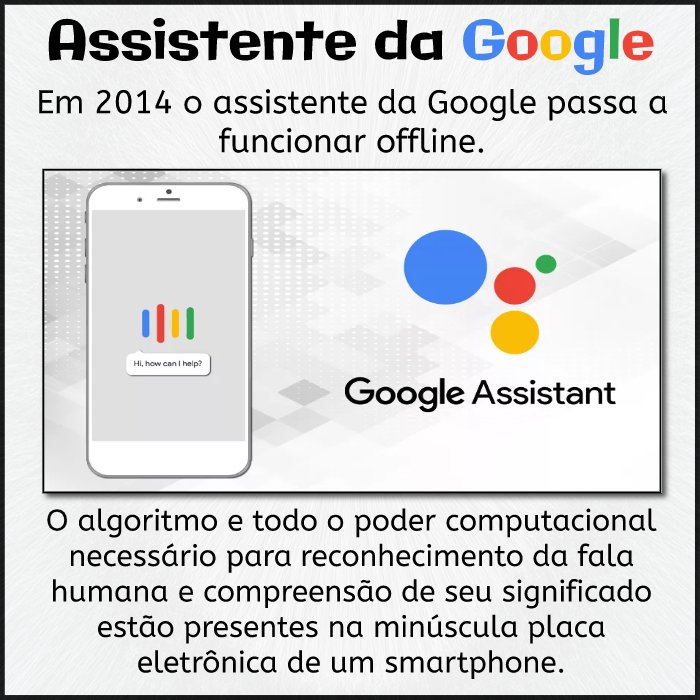 Assistente da Google
Em 2014 o assistente da Google passa a
funcionar offline.
Hi, how can I help?
Google Assistant
O algoritmo e todo o poder computacional
necessário para reconhecimento da fala
humana e compreensão de seu significado
estão presentes na minúscula placa
eletrônica de um smartphone.